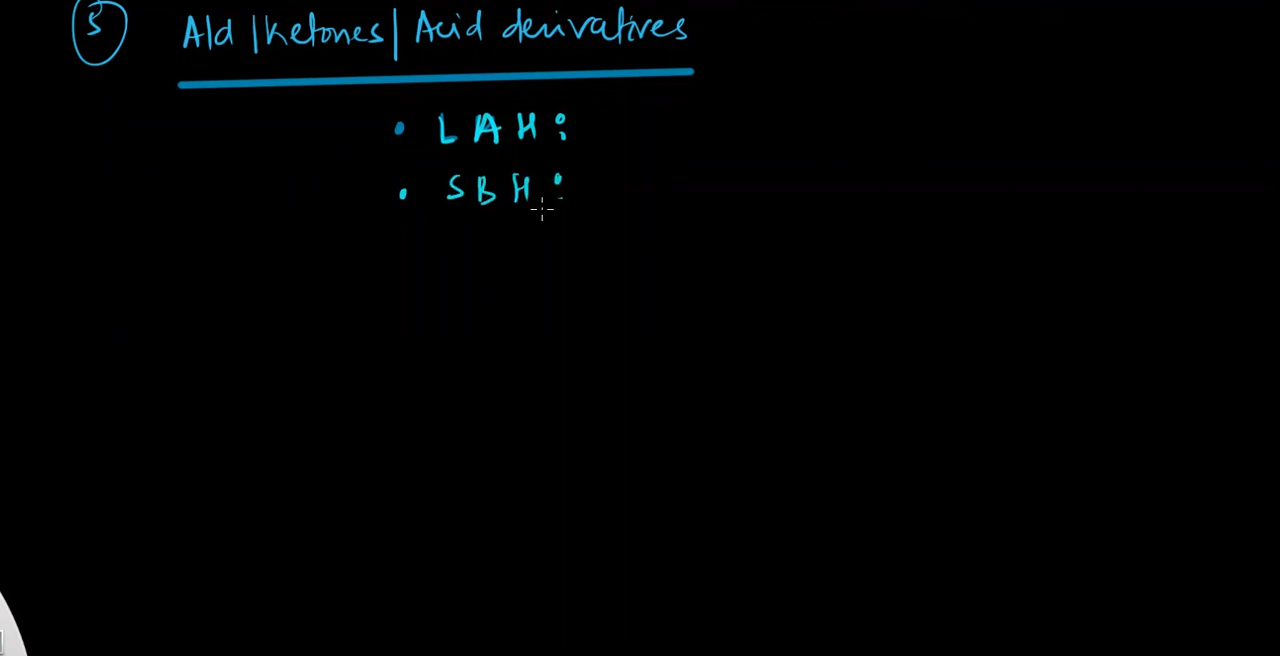 5 Ald/Ketones/Acid derivatives
• LAH:
• SBH: